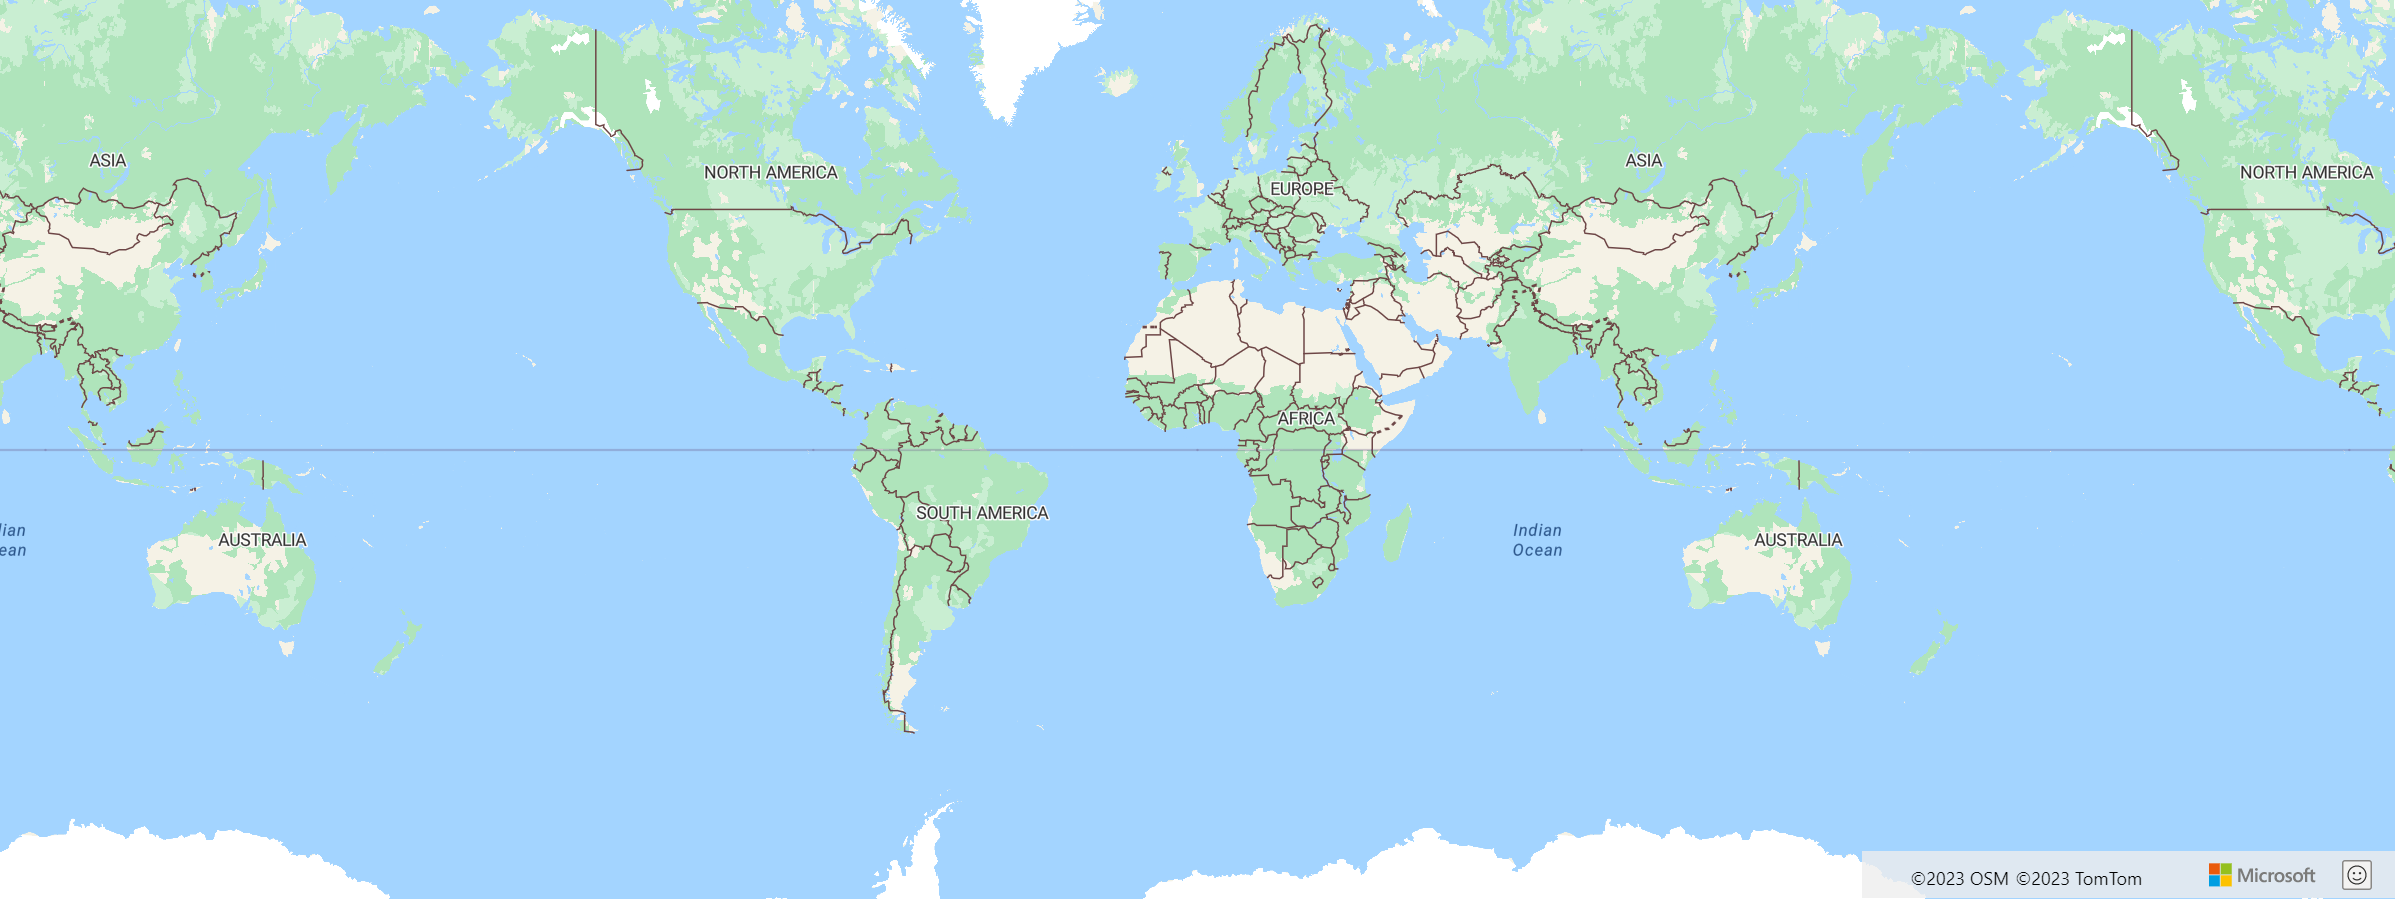 ASIA
NORTH AMERICA
EUROPE
ASIA
NORTH AMERICA
AFRICA
SOUTH AMERICA
AUSTRALIA
Indian
Ocean
AUSTRALIA
ian
ean
©2023 OSM ©2023 TomTom
Microsoft